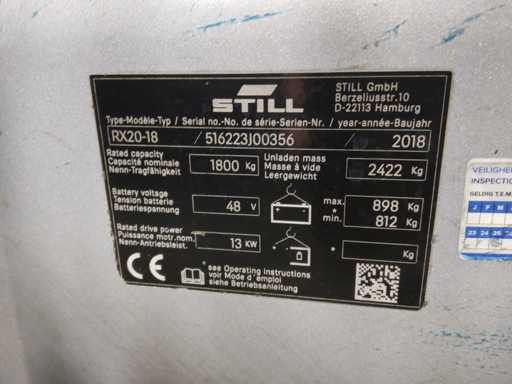 STILL
STILL GmbH
Berzeliusstr.10
D-22113 Hamburg
Type-Modèle-Typ / Serial no.-No. de série-Serien-Nr. / year-année-Baujahr
RX20-18 / 516223J00356 / 2018
Rated capacity
Capacité nominale
Nenn-Tragfähigkeit
1800 Kg
Unladen mass
Masse à vide
Leergewicht
2422 Kg
Battery voltage
Tension batterie
Batteriespannung
48 V
max. 898 Kg
*
min. 812 Kg
Rated drive power
Puissance motr.nom.
Nenn-Antriebsleist.
13 KW
* Kg
*see Operating instructions
voir Mode d'emploi
siehe Betriebsanleitung
CE
VEILIGHE
INSPECTI
GELDIG T.E.M.
J F M
23 24 25